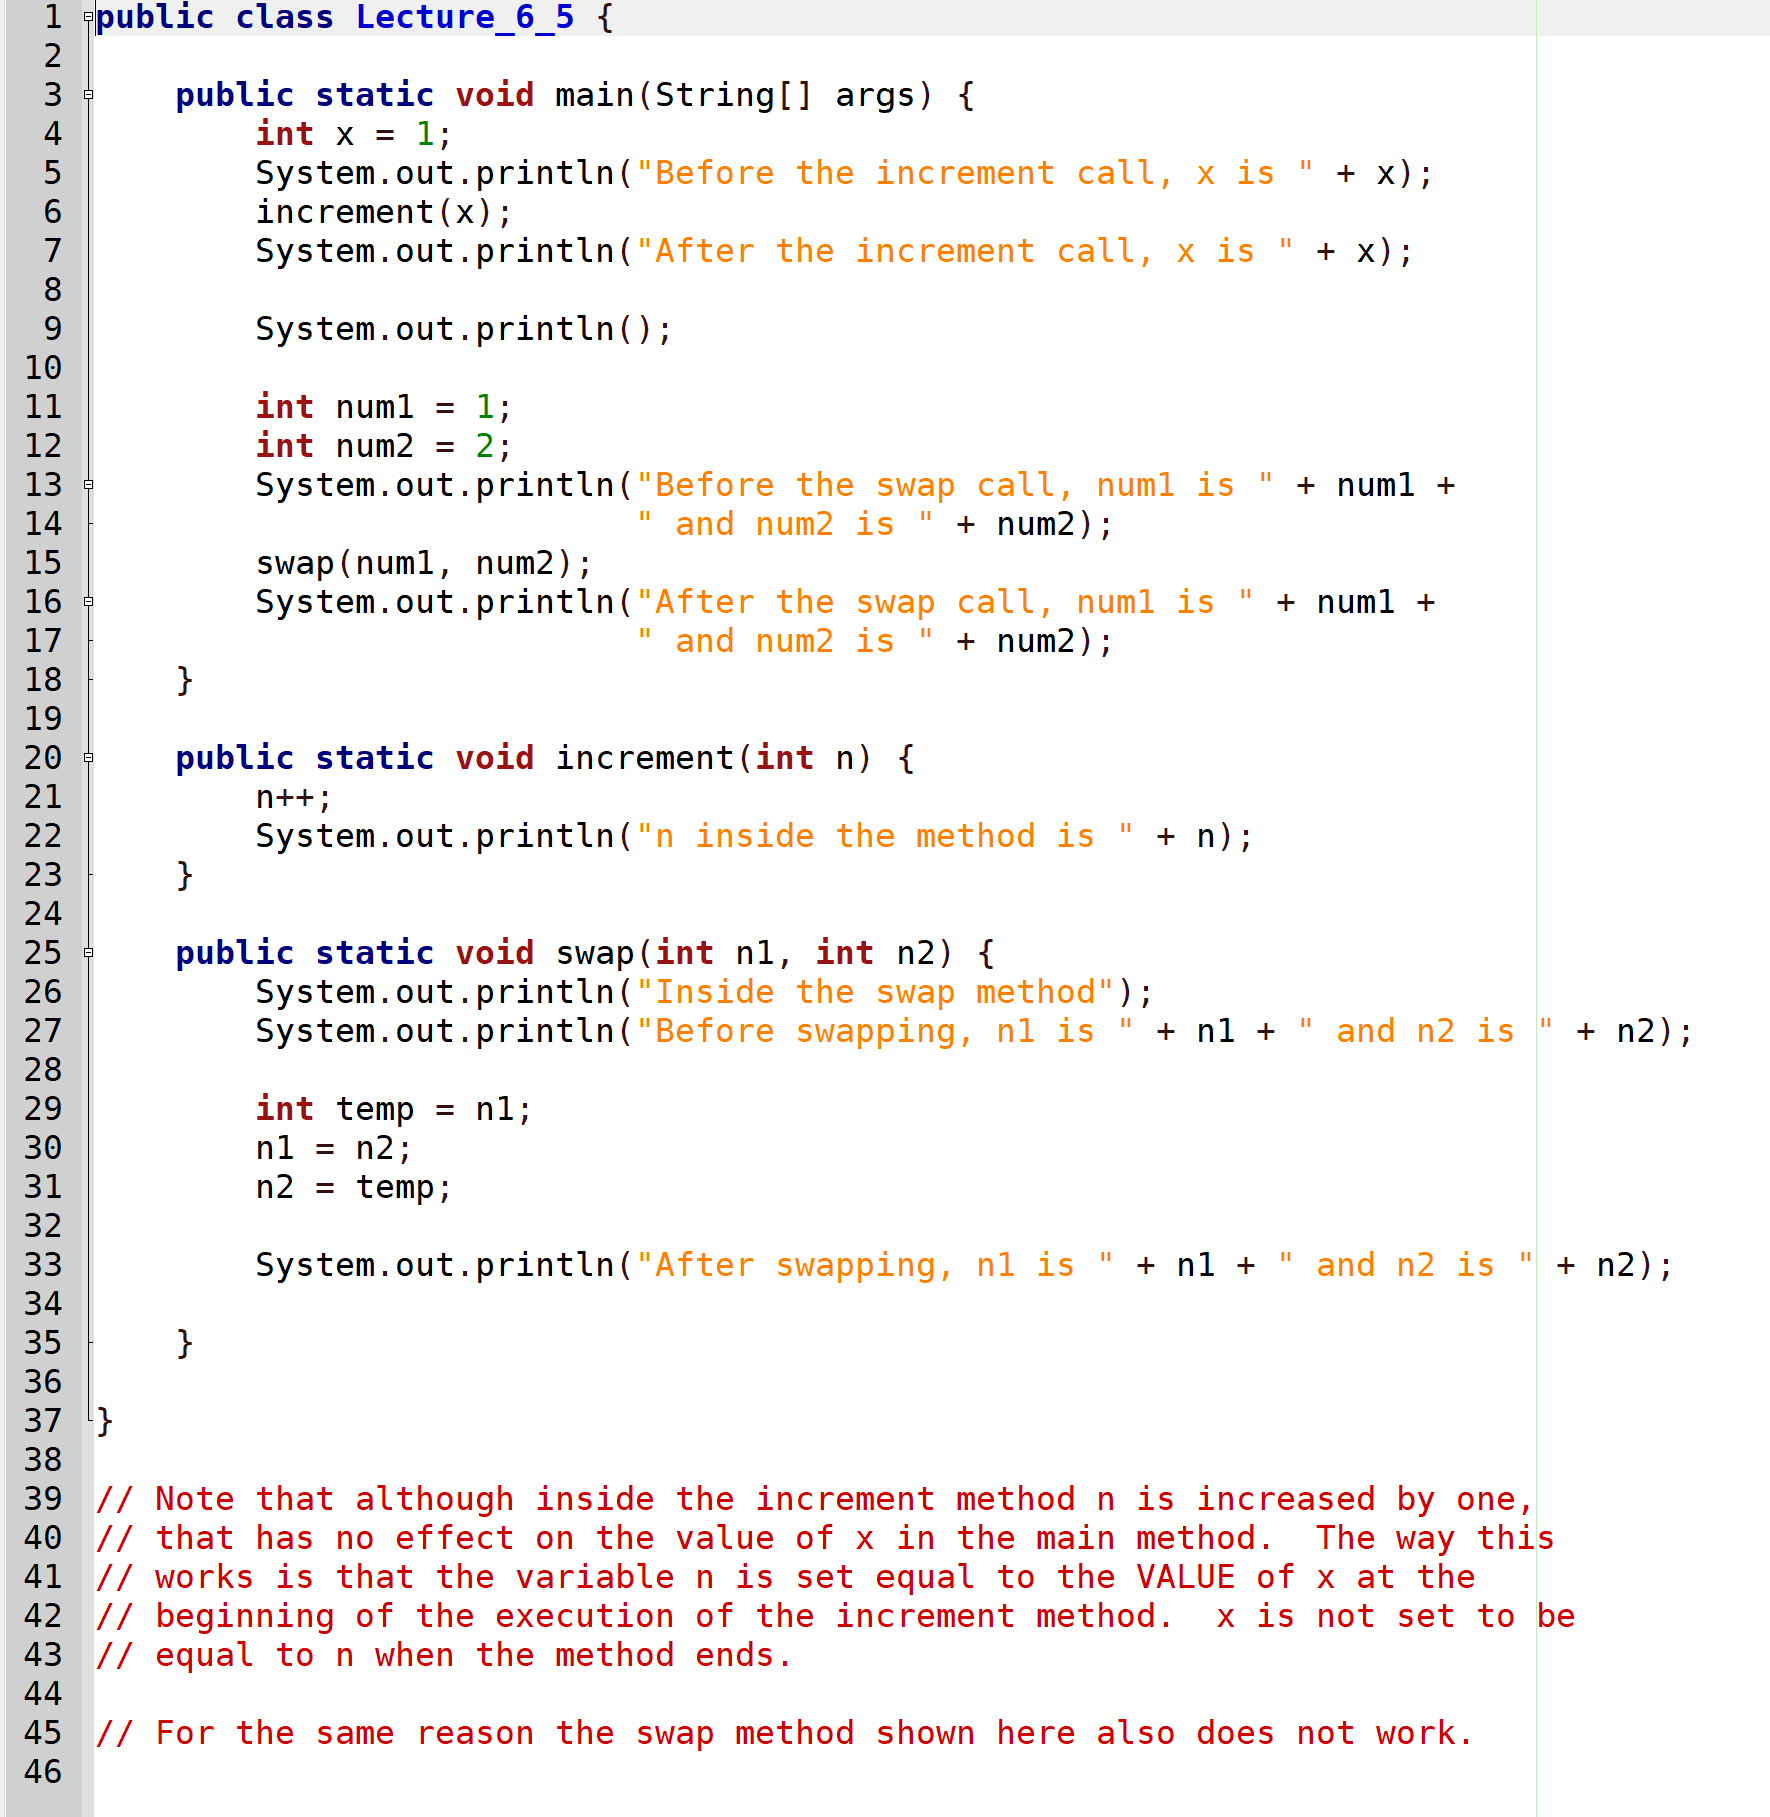 1 public class Lecture_6_5 {
2
3     public static void main(String[] args) {
4         int x = 1;
5         System.out.println("Before the increment call, x is " + x);
6         increment(x);
7         System.out.println("After the increment call, x is " + x);
8
9         System.out.println();
10
11         int num1 = 1;
12         int num2 = 2;
13         System.out.println("Before the swap call, num1 is " + num1 +
14                            " and num2 is " + num2);
15         swap(num1, num2);
16         System.out.println("After the swap call, num1 is " + num1 +
17                            " and num2 is " + num2);
18     }
19
20     public static void increment(int n) {
21         n++;
22         System.out.println("n inside the method is " + n);
23     }
24
25     public static void swap(int n1, int n2) {
26         System.out.println("Inside the swap method");
27         System.out.println("Before swapping, n1 is " + n1 + " and n2 is " + n2);
28
29         int temp = n1;
30         n1 = n2;
31         n2 = temp;
32
33         System.out.println("After swapping, n1 is " + n1 + " and n2 is " + n2);
34
35     }
36
37 }
38
39 // Note that although inside the increment method n is increased by one,
40 // that has no effect on the value of x in the main method.  The way this
41 // works is that the variable n is set equal to the VALUE of x at the
42 // beginning of the execution of the increment method.  x is not set to be
43 // equal to n when the method ends.
44
45 // For the same reason the swap method shown here also does not work.
46